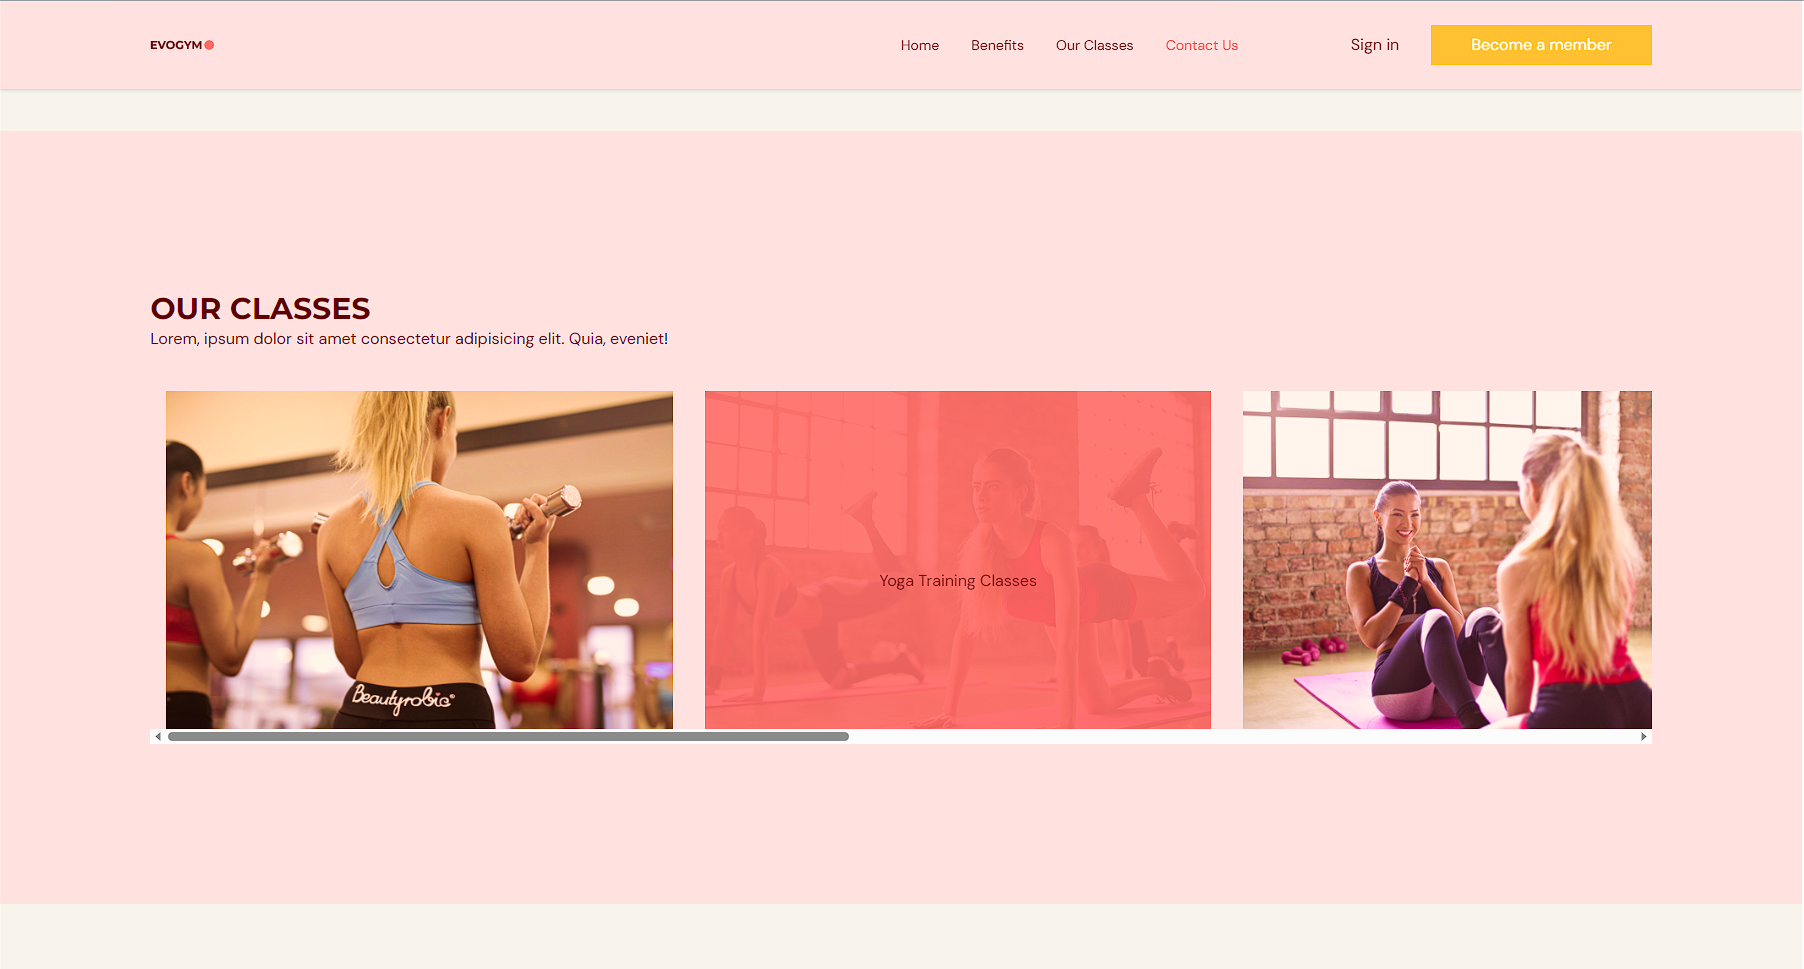 EVOGYM
Home Benefits Our Classes Contact Us Sign in Become a member
OUR CLASSES
Lorem, ipsum dolor sit amet consectetur adipisicing elit. Quia, eveniet!
Yoga Training Classes
Beautyrobic